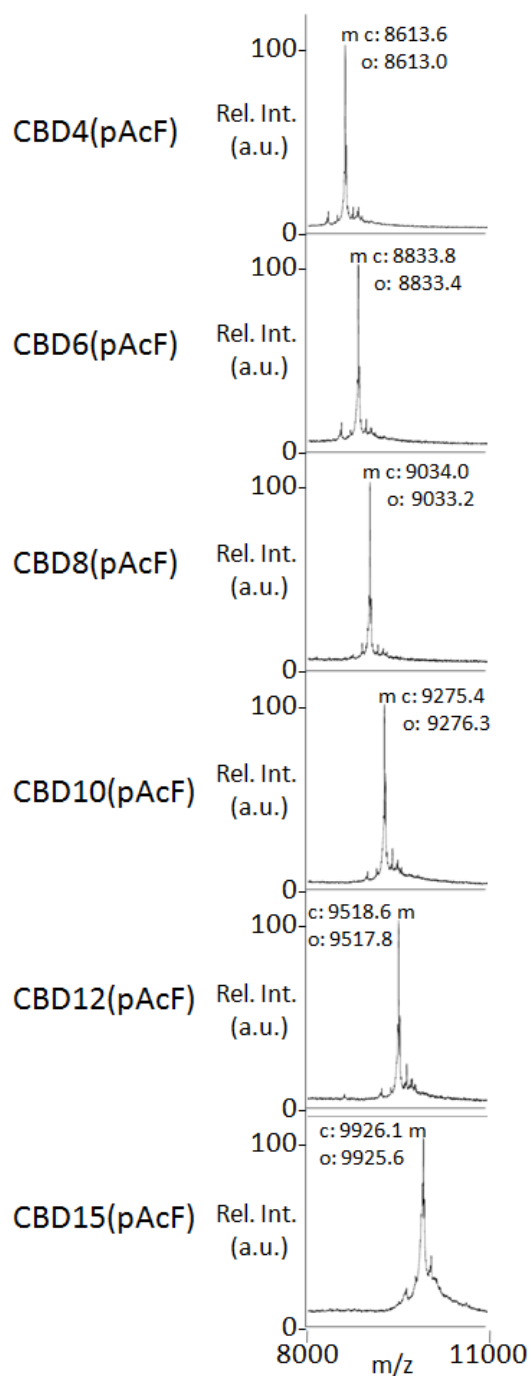 m c: 8613.6
o: 8613.0
100
CBD4(pAcF)
Rel. Int.
(a.u.)
0
m c: 8833.8
o: 8833.4
100
CBD6(pAcF)
Rel. Int.
(a.u.)
0
m c: 9034.0
o: 9033.2
100
CBD8(pAcF)
Rel. Int.
(a.u.)
0
m c: 9275.4
o: 9276.3
100
CBD10(pAcF)
Rel. Int.
(a.u.)
0
c: 9518.6 m
o: 9517.8
100
CBD12(pAcF)
Rel. Int.
(a.u.)
0
c: 9926.1 m
o: 9925.6
100
CBD15(pAcF)
Rel. Int.
(a.u.)
0
8000 m/z 11000